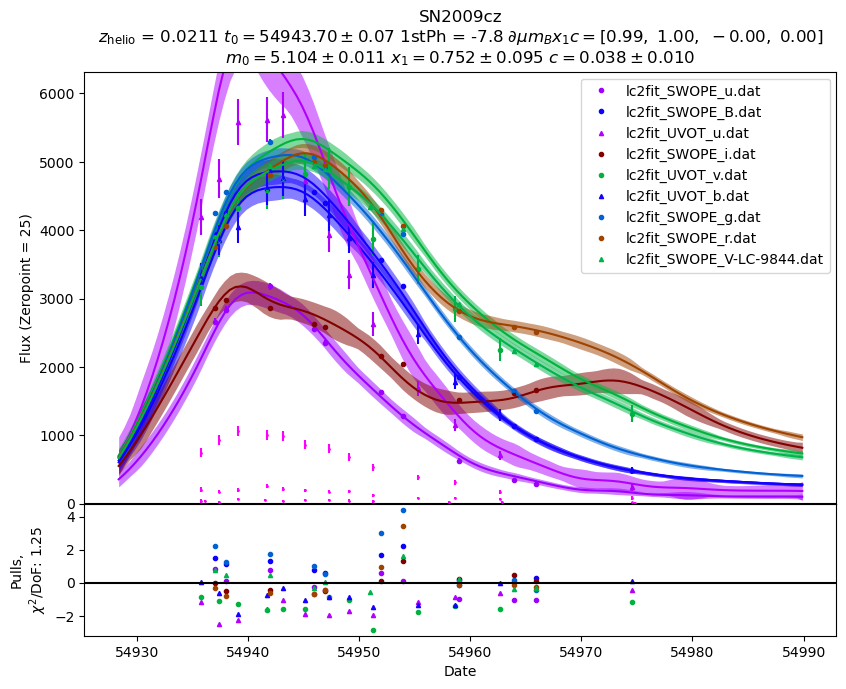 SN2009cz
z_helio = 0.0211 t_0 = 54943.70 ± 0.07 1stPh = -7.8 ∂μm_Bx_1c = [0.99, 1.00, −0.00, 0.00]
m_0 = 5.104 ± 0.011 x_1 = 0.752 ± 0.095 c = 0.038 ± 0.010
6000
5000
4000
3000
2000
1000
0
Flux (Zeropoint = 25)
lc2fit_SWOPE_u.dat
lc2fit_SWOPE_B.dat
lc2fit_UVOT_u.dat
lc2fit_SWOPE_i.dat
lc2fit_UVOT_v.dat
lc2fit_UVOT_b.dat
lc2fit_SWOPE_g.dat
lc2fit_SWOPE_r.dat
lc2fit_SWOPE_V-LC-9844.dat
4
2
0
−2
Pulls,
χ²/DoF: 1.25
54930 54940 54950 54960 54970 54980 54990
Date